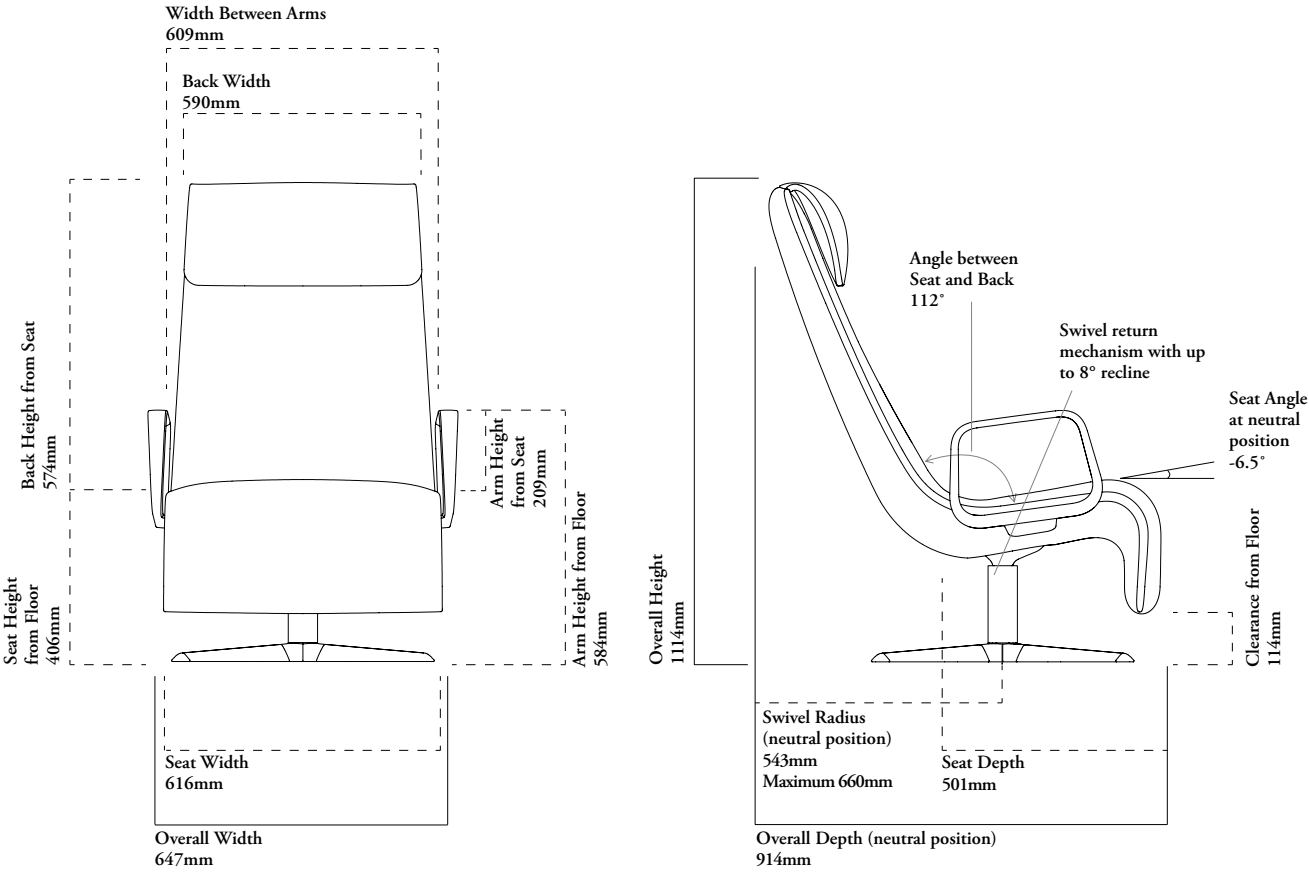 Width Between Arms
609mm
Back Width
590mm
Back Height from Seat
574mm
Seat Height
from Floor
406mm
Arm Height
from Seat
209mm
Arm Height from Floor
584mm
Seat Width
616mm
Overall Width
647mm
Overall Height
1114mm
Angle between
Seat and Back
112˚
Swivel return
mechanism with up
to 8° recline
Seat Angle
at neutral
position
-6.5˚
Clearance from Floor
114mm
Swivel Radius
(neutral position)
543mm
Maximum 660mm
Seat Depth
501mm
Overall Depth (neutral position)
914mm